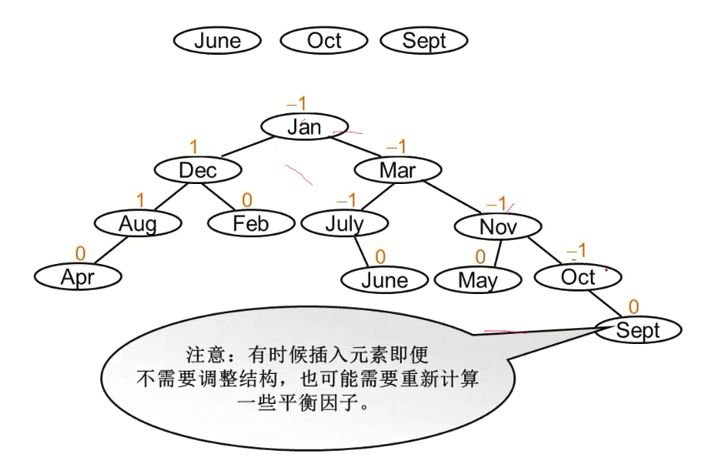 June Oct Sept
–1
Jan
1 –1
Dec Mar
1 0 –1 –1
Aug Feb July Nov
0 0 0 –1
Apr June May Oct
0
Sept
注意：有时候插入元素即便
不需要调整结构，也可能需要重新计算
一些平衡因子。